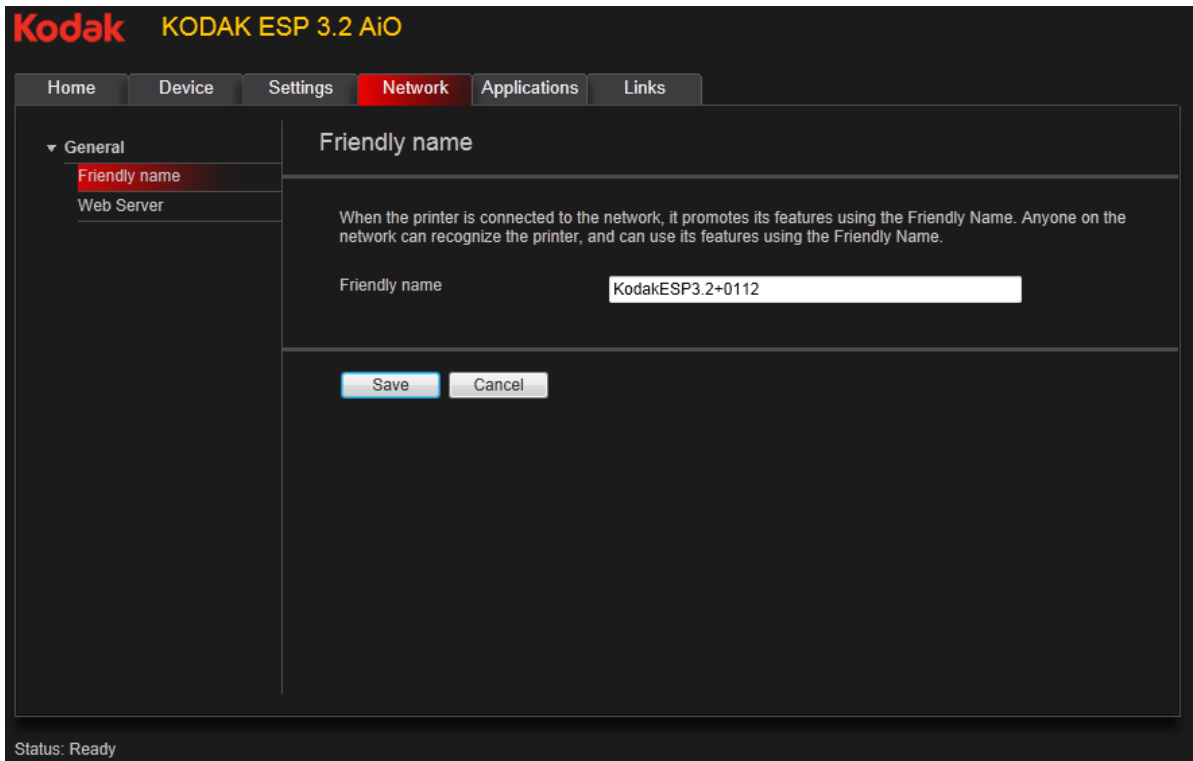 Kodak KODAK ESP 3.2 AiO
Home Device Settings Network Applications Links
General
Friendly name
Web Server
Friendly name
When the printer is connected to the network, it promotes its features using the Friendly Name. Anyone on the
network can recognize the printer, and can use its features using the Friendly Name.
Friendly name KodakESP3.2+0112
Save Cancel
Status: Ready